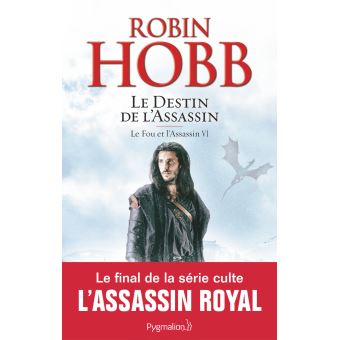 ROBIN
HOBB
LE DESTIN
DE L'ASSASSIN
Le Fou et l'Assassin VI
Le final de la série culte
L'ASSASSIN ROYAL
Pygmalion